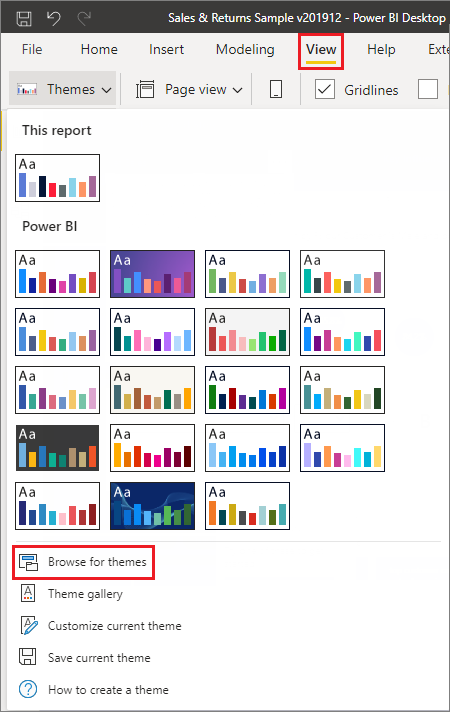 Sales & Returns Sample v201912 - Power BI Desktop
File Home Insert Modeling View Help
Themes Page view Gridlines
This report
Aa
Power BI
Aa Aa Aa Aa
Aa Aa Aa Aa
Aa Aa Aa Aa
Aa Aa Aa Aa
Aa Aa Aa
Browse for themes
Theme gallery
Customize current theme
Save current theme
How to create a theme